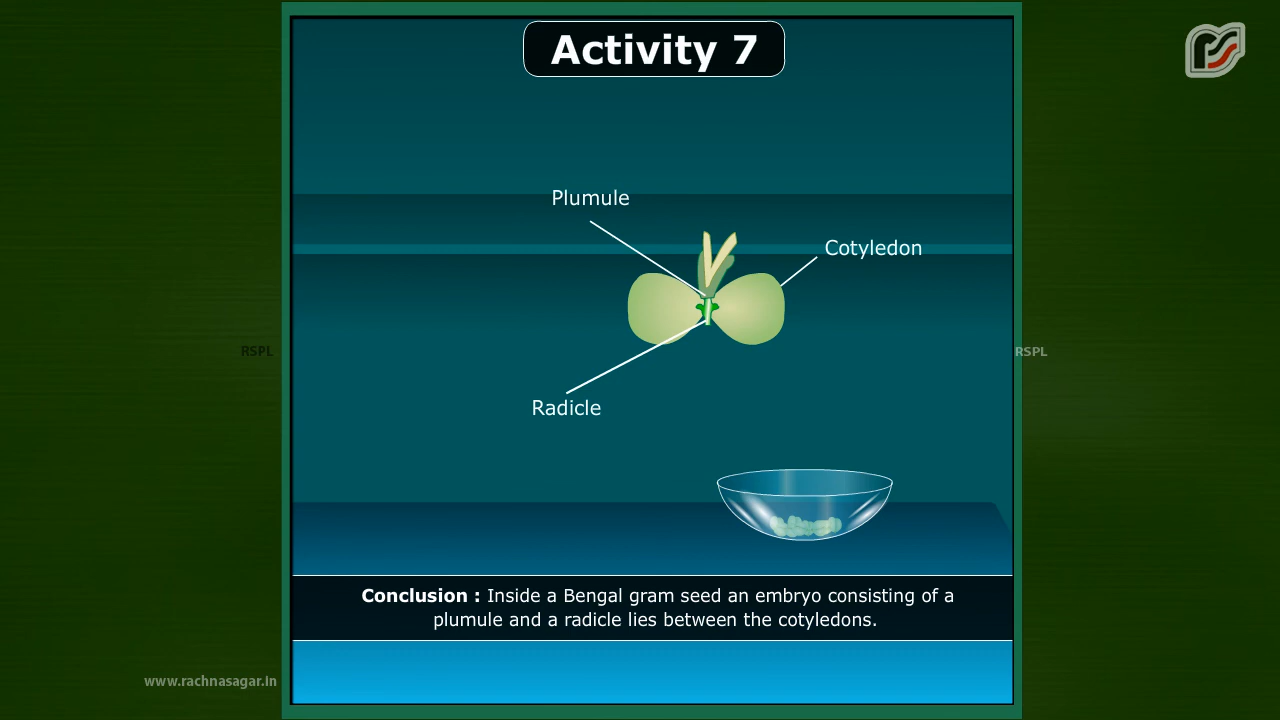 Activity 7
Plumule
Cotyledon
RSPL
RSPL
Radicle
Conclusion : Inside a Bengal gram seed an embryo consisting of a
plumule and a radicle lies between the cotyledons.
www.rachnasagar.in